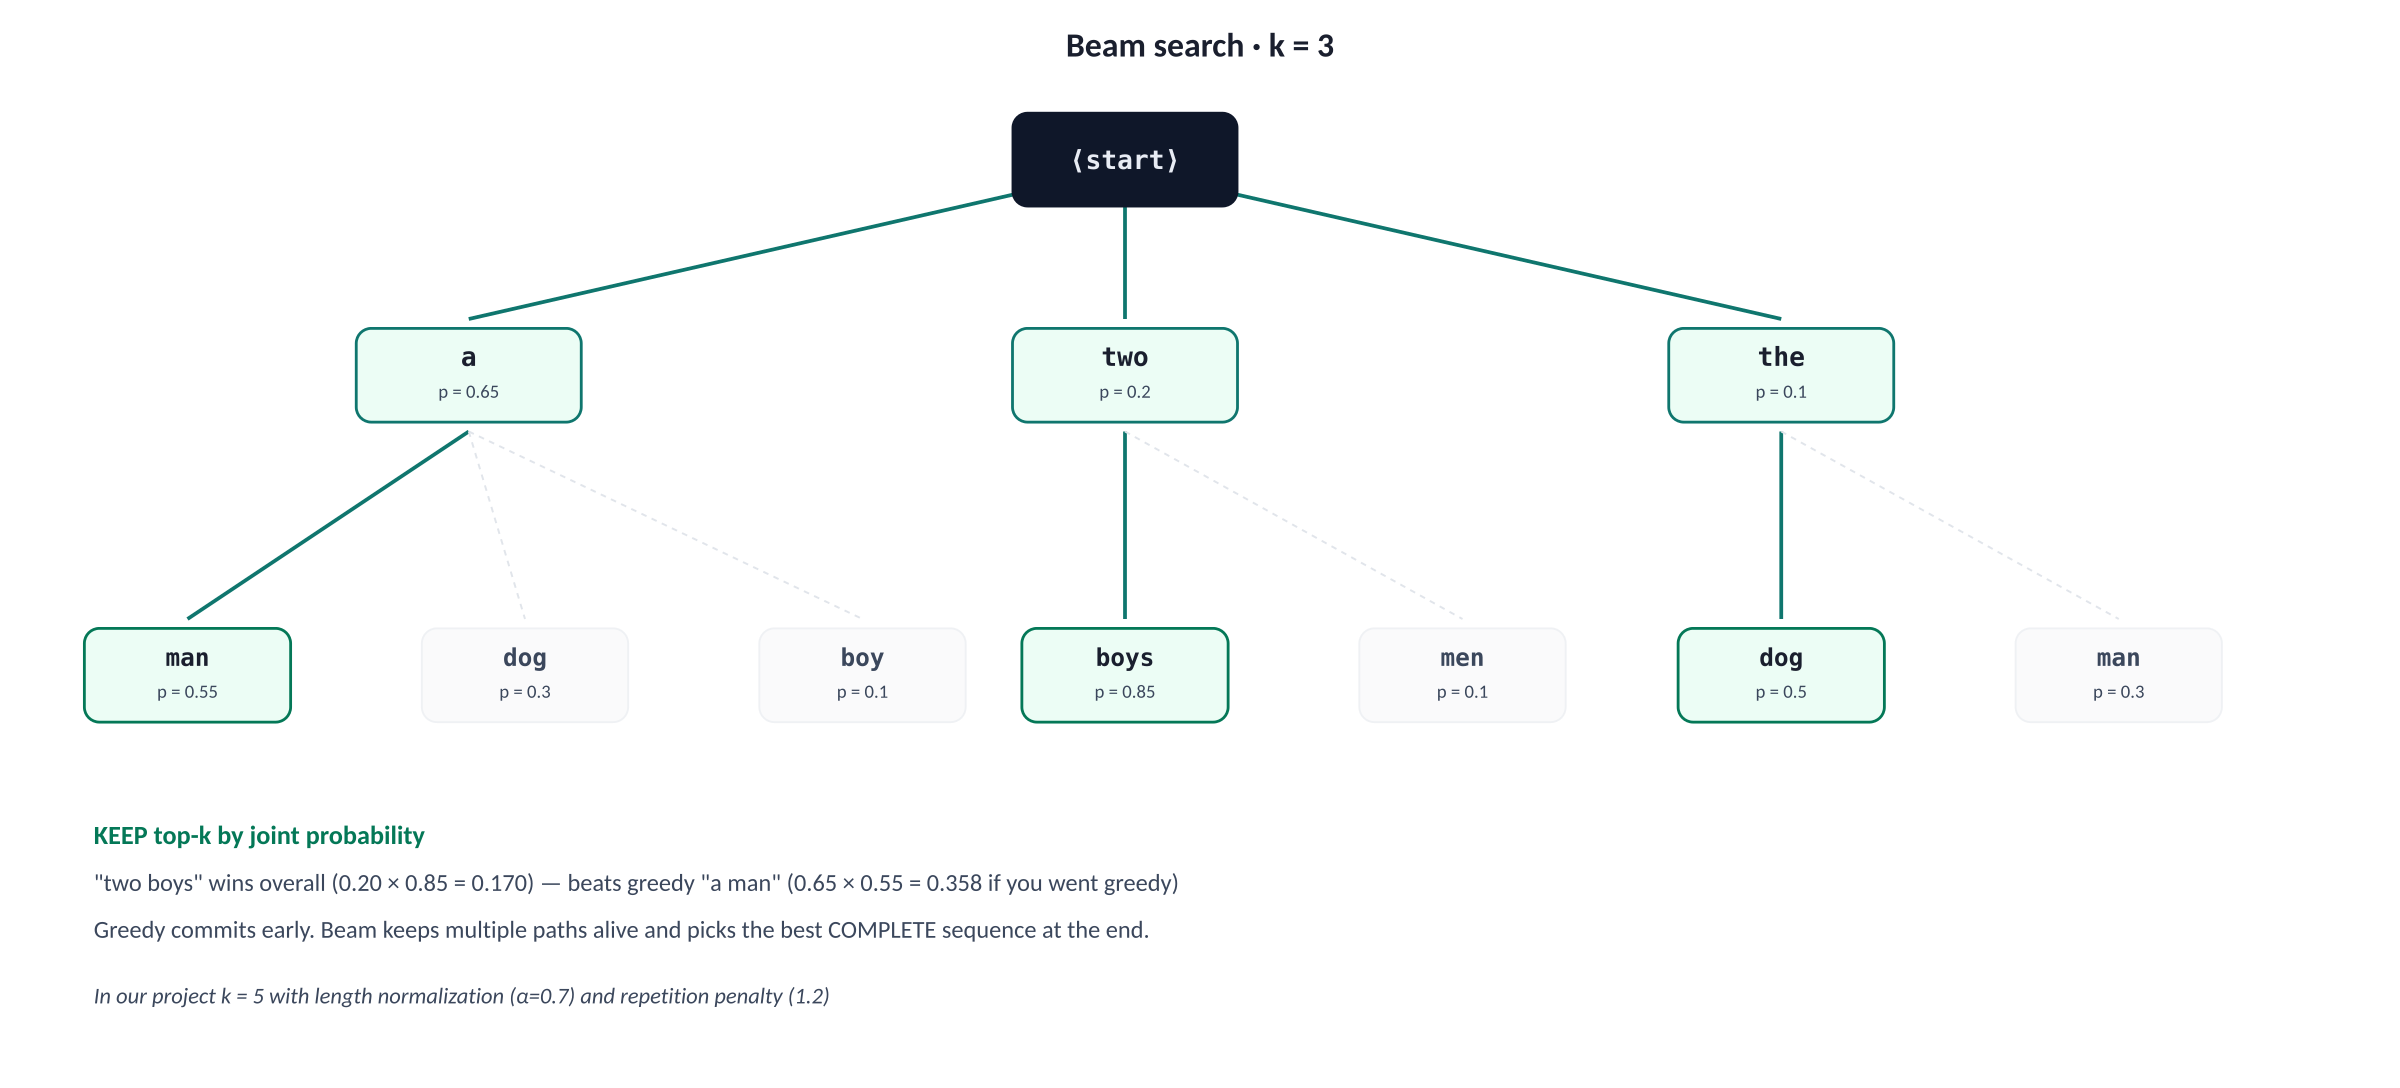 Beam search · k = 3
⟨start⟩
a
p = 0.65
two
p = 0.2
the
p = 0.1
man
p = 0.55
dog
p = 0.3
boy
p = 0.1
boys
p = 0.85
men
p = 0.1
dog
p = 0.5
man
p = 0.3
KEEP top-k by joint probability
"two boys" wins overall (0.20 × 0.85 = 0.170) — beats greedy "a man" (0.65 × 0.55 = 0.358 if you went greedy)
Greedy commits early. Beam keeps multiple paths alive and picks the best COMPLETE sequence at the end.
In our project k = 5 with length normalization (α=0.7) and repetition penalty (1.2)